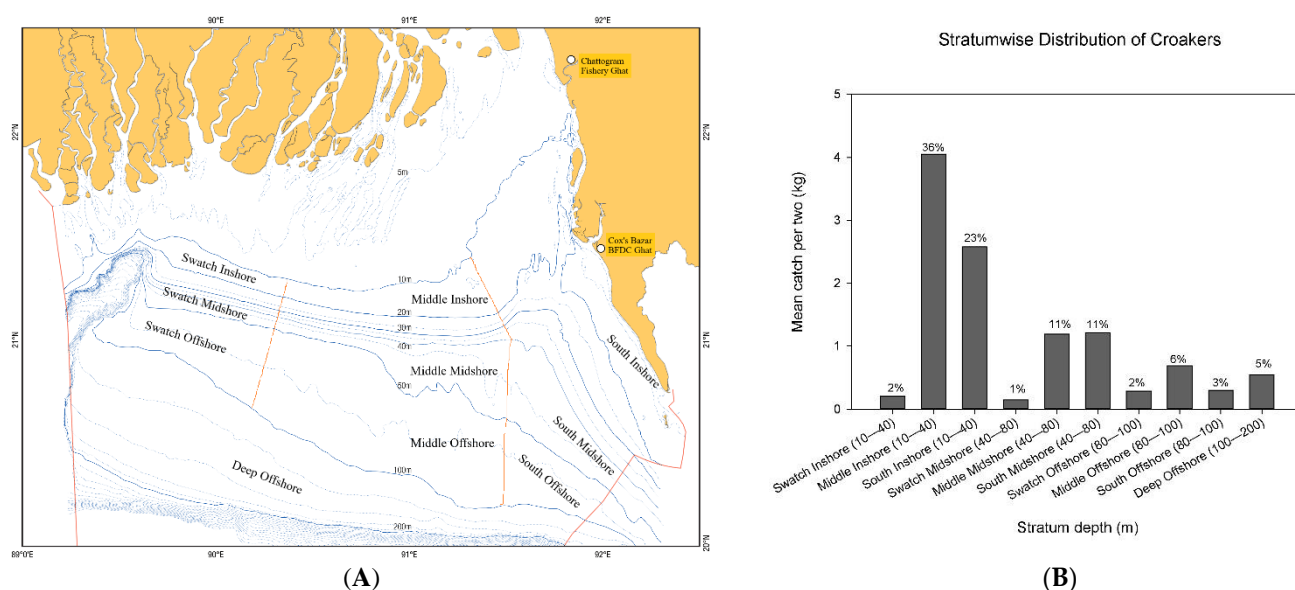 90°E
91°E
92°E
Chattogram
Fishery Ghat
22°N
22°N
5m
Cox's Bazar
BFDC Ghat
Swatch Inshore
10m
Middle Inshore
Swatch Midshore
20m
30m
Swatch Offshore
40m
21°N
21°N
South Inshore
Middle Midshore
50m
Middle Offshore
South Midshore
Deep Offshore
100m
South Offshore
200m
89°0'E
90°E
91°E
92°E
20°N
(A)
Stratumwise Distribution of Croakers
Mean catch per two (kg)
5
4
3
2
1
0
2%
36%
23%
1%
11%
11%
2%
6%
3%
5%
Swatch Inshore (10—40)
Middle Inshore (10—40)
South Inshore (10—40)
Swatch Midshore (40—80)
Middle Midshore (40—80)
South Midshore (40—80)
Swatch Offshore (80—100)
Middle Offshore (80—100)
South Offshore (80—100)
Deep Offshore (100—200)
Stratum depth (m)
(B)